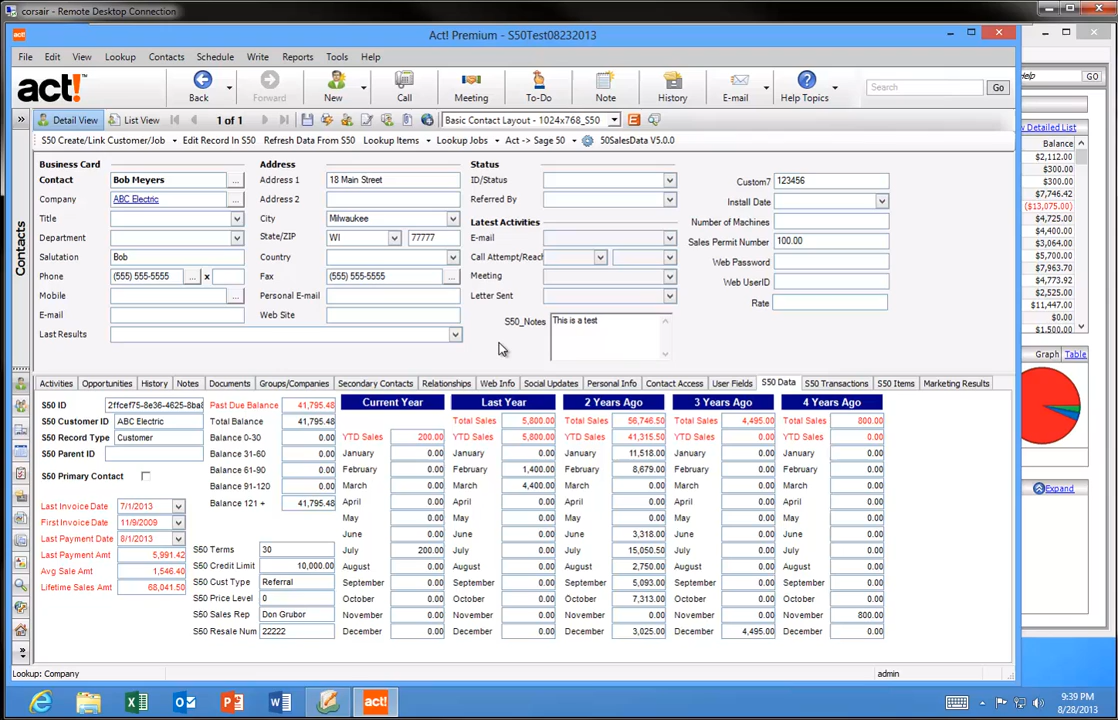 corsair - Remote Desktop Connection
Act! Premium - S50Test08232013
File Edit View Lookup Contacts Schedule Write Reports Tools Help
act! Back Forward New Call Meeting To-Do Note History E-mail Help Topics Search Go
Detail View List View 1 of 1 Basic Contact Layout - 1024x768_S50
S50 Create/Link Customer/Job Edit Record In S50 Refresh Data From S50 Lookup Items Lookup Jobs Act -> Sage 50 50SalesData V5.0.0
Contacts
Business Card Address Status
Contact Bob Meyers ... Address 1 18 Main Street ID/Status Custom7 123456
Company ABC Electric ... Address 2 Referred By Install Date
Title City Milwaukee Latest Activities Number of Machines
Department State/ZIP WI 77777 E-mail Sales Permit Number 100.00
Salutation Bob Country Call Attempt/Reach Web Password
Phone (555) 555-5555 ... x Fax (555) 555-5555 ... Meeting Web UserID
Mobile ... Personal E-mail Letter Sent Rate
E-mail Web Site S50_Notes This is a test
Last Results
Activities Opportunities History Notes Documents Groups/Companies Secondary Contacts Relationships Web Info Social Updates Personal Info Contact Access User Fields S50 Data S50 Transactions S50 Items Marketing Results
S50 ID 2ffcef75-8e36-4625-8ba8
S50 Customer ID ABC Electric
S50 Record Type Customer
S50 Parent ID
S50 Primary Contact
Last Invoice Date 7/1/2013
First Invoice Date 11/9/2009
Last Payment Date 8/1/2013
Last Payment Amt 5,991.42
Avg Sale Amt 1,546.40
Lifetime Sales Amt 68,041.50
Past Due Balance 41,795.48
Total Balance 41,795.48
Balance 0-30 0.00
Balance 31-60 0.00
Balance 61-90 0.00
Balance 91-120 0.00
Balance 121 + 41,795.48
S50 Terms 30
S50 Credit Limit 10,000.00
S50 Cust Type Referral
S50 Price Level 0
S50 Sales Rep Don Grubor
S50 Resale Num 22222
Current Year
YTD Sales 200.00
January 0.00
February 0.00
March 0.00
April 0.00
May 0.00
June 0.00
July 200.00
August 0.00
September 0.00
October 0.00
November 0.00
December 0.00
Last Year
Total Sales 5,800.00
YTD Sales 5,800.00
January 0.00
February 1,400.00
March 4,400.00
April 0.00
May 0.00
June 0.00
July 0.00
August 0.00
September 0.00
October 0.00
November 0.00
December 0.00
2 Years Ago
Total Sales 56,746.50
YTD Sales 41,315.50
January 11,518.00
February 8,679.00
March 0.00
April 0.00
May 0.00
June 3,318.00
July 15,050.50
August 2,750.00
September 5,093.00
October 7,313.00
November 0.00
December 3,025.00
3 Years Ago
Total Sales 4,495.00
YTD Sales 0.00
January 0.00
February 0.00
March 0.00
April 0.00
May 0.00
June 0.00
July 0.00
August 0.00
September 0.00
October 0.00
November 0.00
December 4,495.00
4 Years Ago
Total Sales 800.00
YTD Sales 0.00
January 0.00
February 0.00
March 0.00
April 0.00
May 0.00
June 0.00
July 0.00
August 0.00
September 0.00
October 0.00
November 800.00
December 0.00
Lookup: Company admin
Help GO
Detailed List
Balance
$2,112.00
$300.00
$300.00
$7,746.42
($13,075.00)
$4,725.00
$4,400.00
$3,064.00
$5,700.00
$7,963.70
$4,773.92
$2,525.00
$11,447.00
$0.00
$1,500.00
Graph Table
Expand
9:39 PM
8/28/2013